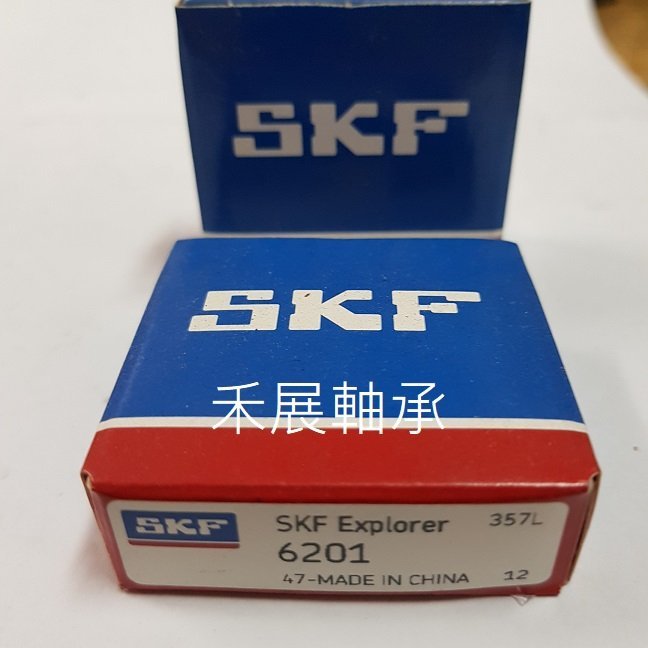 SKF
SKF
禾展軸承
SKF
SKF Explorer 357L
6201
47-MADE IN CHINA 12